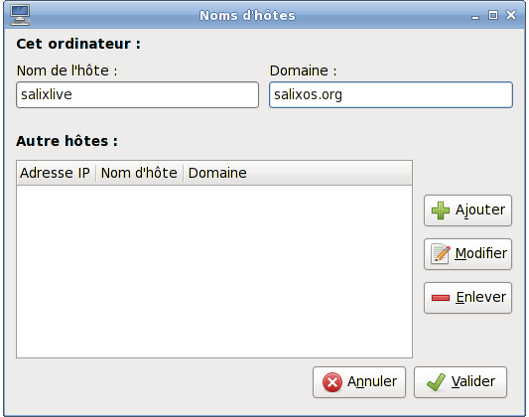 Noms d'hôtes
Cet ordinateur :
Nom de l'hôte : Domaine :
salixlive salixos.org
Autre hôtes :
Adresse IP Nom d'hôte Domaine
Ajouter
Modifier
Enlever
Annuler Valider